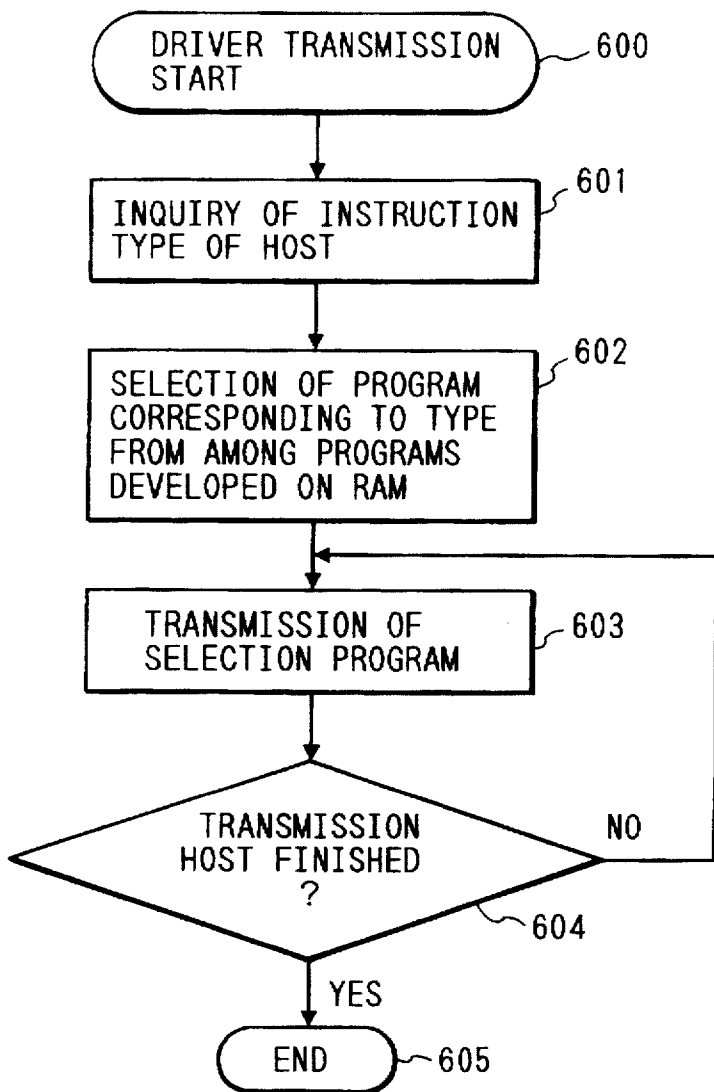 DRIVER TRANSMISSION
START
600
601
INQUIRY OF INSTRUCTION
TYPE OF HOST
602
SELECTION OF PROGRAM
CORRESPONDING TO TYPE
FROM AMONG PROGRAMS
DEVELOPED ON RAM
TRANSMISSION OF
SELECTION PROGRAM
603
TRANSMISSION
HOST FINISHED
?
NO
604
YES
END
605